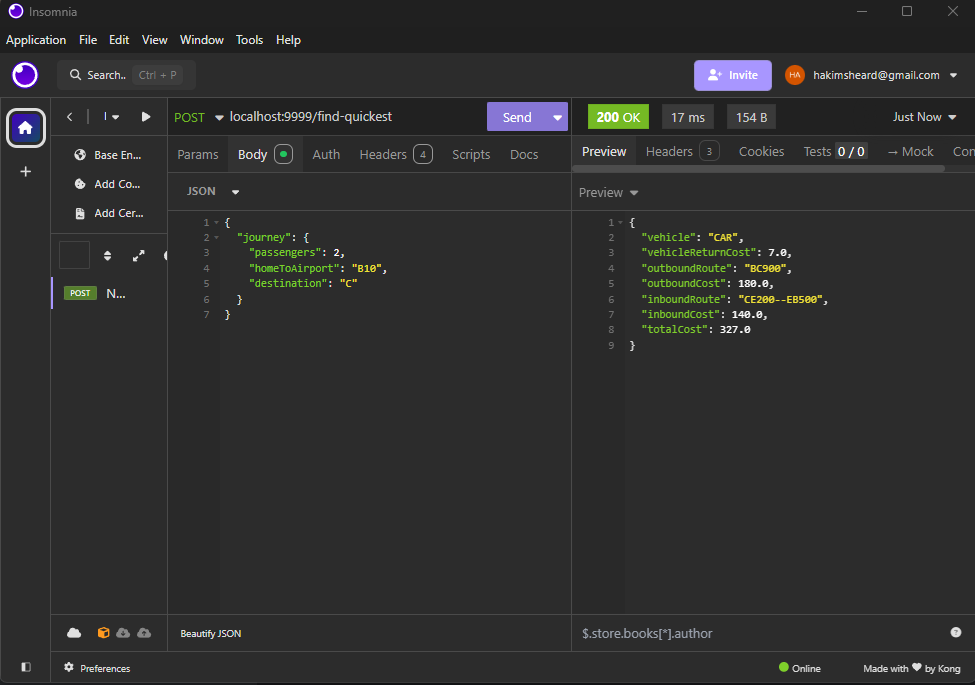 Insomnia
Application File Edit View Window Tools Help
Search.. Ctrl + P
Invite
HA hakimsheard@gmail.com
POST localhost:9999/find-quickest
Send
200 OK 17 ms 154 B
Just Now
Base En...
Add Co...
Add Cer...
POST N...
Params Body Auth Headers 4 Scripts Docs
Preview Headers 3 Cookies Tests 0 / 0 → Mock Con
JSON
Preview
1 {
2 "journey": {
3 "passengers": 2,
4 "homeToAirport": "B10",
5 "destination": "C"
6 }
7 }
1 {
2 "vehicle": "CAR",
3 "vehicleReturnCost": 7.0,
4 "outboundRoute": "BC900",
5 "outboundCost": 180.0,
6 "inboundRoute": "CE200--EB500",
7 "inboundCost": 140.0,
8 "totalCost": 327.0
9 }
Beautify JSON
$.store.books[*].author
Preferences
Online
Made with ♥ by Kong